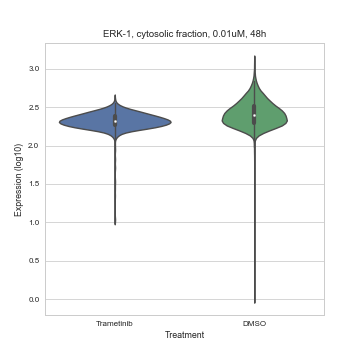 ERK-1, cytosolic fraction, 0.01uM, 48h
3.0
2.5
2.0
1.5
1.0
0.5
0.0
Expression (log10)
Trametinib DMSO
Treatment